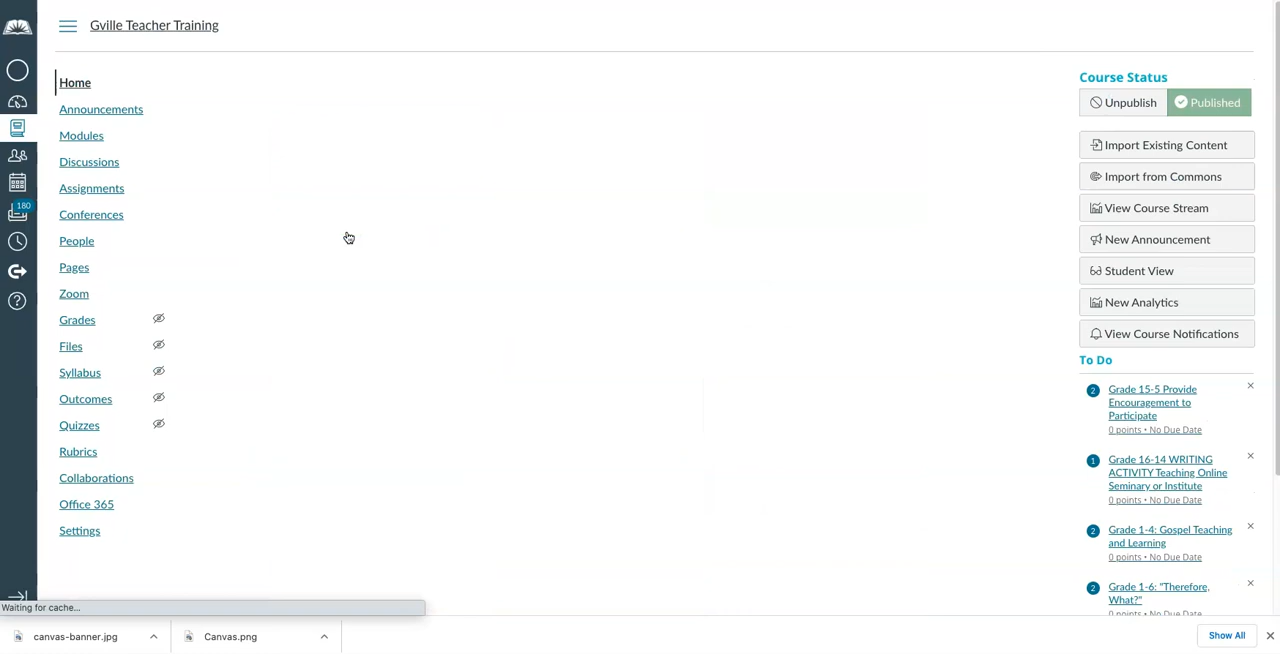 Gville Teacher Training
Home
Announcements
Modules
Discussions
Assignments
Conferences
People
Pages
Zoom
Grades
Files
Syllabus
Outcomes
Quizzes
Rubrics
Collaborations
Office 365
Settings
180
Course Status
Unpublish
Published
Import Existing Content
Import from Commons
View Course Stream
New Announcement
Student View
New Analytics
View Course Notifications
To Do
2
Grade 15-5 Provide
Encouragement to
Participate
0 points • No Due Date
1
Grade 16-14 WRITING
ACTIVITY Teaching Online
Seminary or Institute
0 points • No Due Date
2
Grade 1-4: Gospel Teaching
and Learning
0 points • No Due Date
2
Grade 1-6: "Therefore,
What?"
0 points • No Due Date
Waiting for cache...
canvas-banner.jpg
Canvas.png
Show All